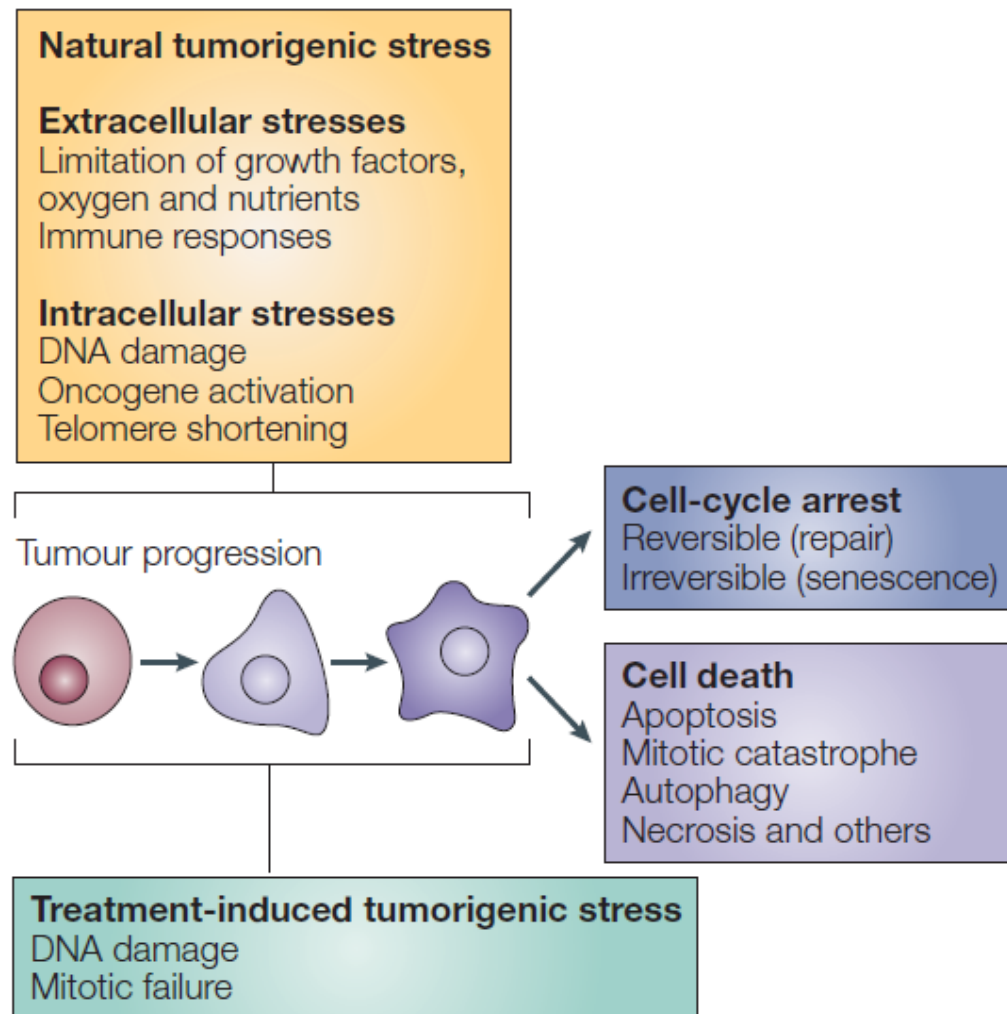 Natural tumorigenic stress
Extracellular stresses
Limitation of growth factors,
oxygen and nutrients
Immune responses
Intracellular stresses
DNA damage
Oncogene activation
Telomere shortening
Tumour progression
Cell-cycle arrest
Reversible (repair)
Irreversible (senescence)
Cell death
Apoptosis
Mitotic catastrophe
Autophagy
Necrosis and others
Treatment-induced tumorigenic stress
DNA damage
Mitotic failure